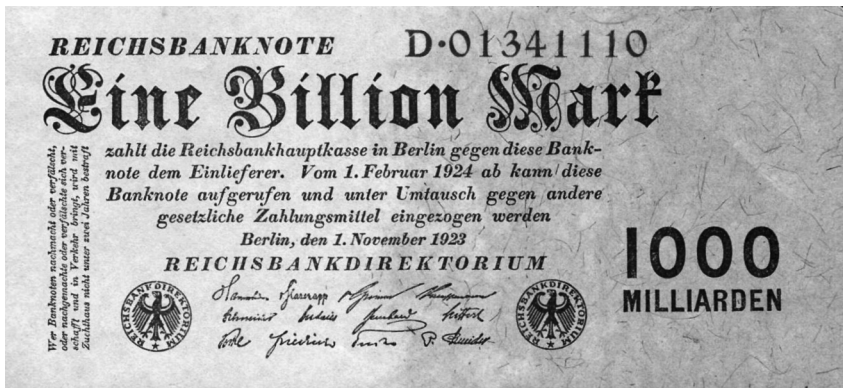 REICHSBANKNOTE
D·01341110
Eine Billion Mark
zahlt die Reichsbankhauptkasse in Berlin gegen diese Bank-
note dem Einlieferer. Vom 1. Februar 1924 ab kann diese
Banknote aufgerufen und unter Umtausch gegen andere
gesetzliche Zahlungsmittel eingezogen werden
Berlin, den 1. November 1923
REICHSBANKDIREKTORIUM
Wer Banknoten nachmacht oder verfälscht,
oder nachgemachte oder verfälschte sich ver-
schafft und in Verkehr bringt, wird mit
Zuchthaus nicht unter zwei Jahren bestraft
1000
MILLIARDEN
REICHSBANKDIREKTORIUM
REICHSBANKDIREKTORIUM